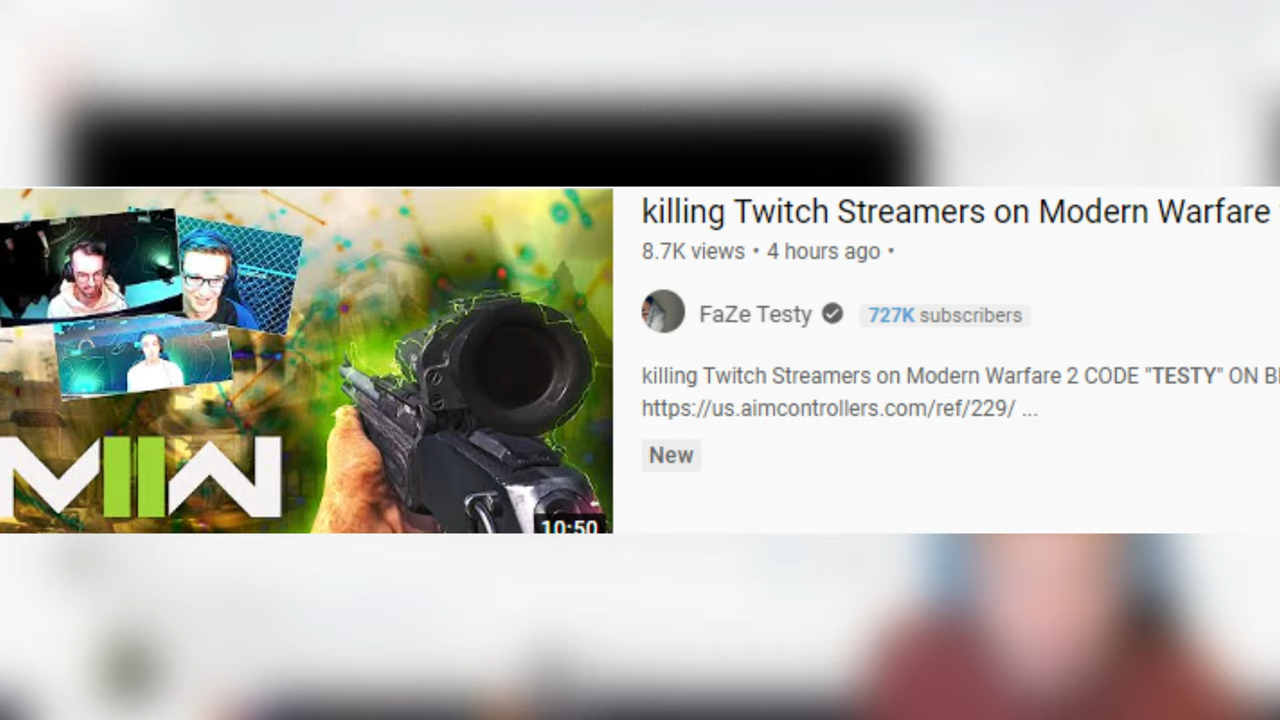 killing Twitch Streamers on Modern Warfare
8.7K views • 4 hours ago •
FaZe Testy
727K subscribers
killing Twitch Streamers on Modern Warfare 2 CODE "TESTY" ON
https://us.aimcontrollers.com/ref/229/ ...
New
MIIW
10:50